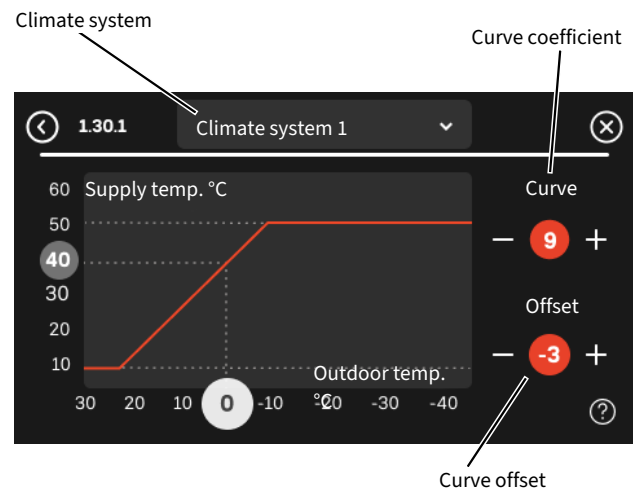 Climate system
Curve coefficient
1.30.1
Climate system 1
60
Supply temp. °C
Curve
50
9
40
30
Offset
20
-3
10
Outdoor temp.
°C
30 20 10 0 -10 -20 -30 -40
?
Curve offset